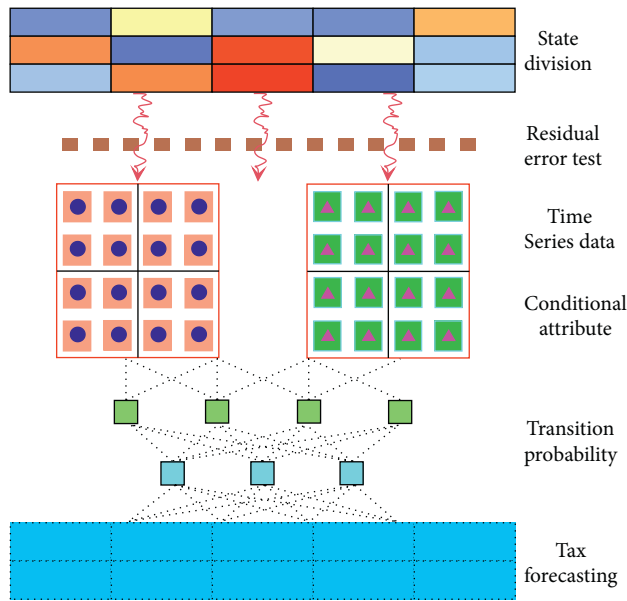 State
division
Residual
error test
Time
Series data
Conditional
attribute
Transition
probability
Tax
forecasting